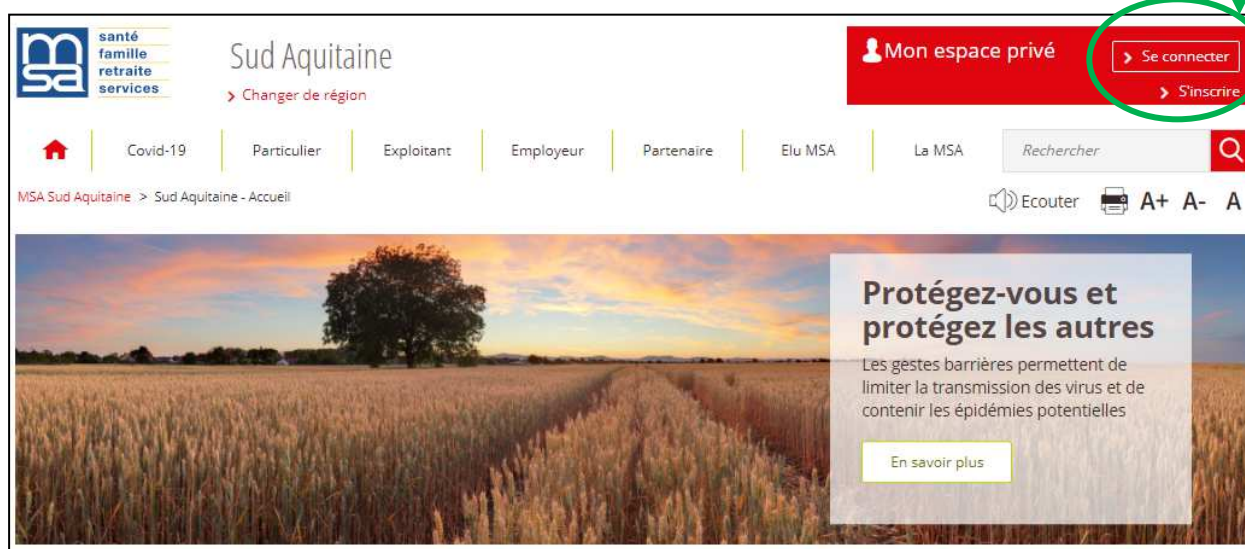 msa
santé
famille
retraite
services
Sud Aquitaine
> Changer de région
Mon espace privé
> Se connecter
> S'inscrire
Covid-19
Particulier
Exploitant
Employeur
Partenaire
Elu MSA
La MSA
Rechercher
MSA Sud Aquitaine > Sud Aquitaine - Accueil
Ecouter
A+ A- A
Protégez-vous et
protégez les autres
Les gestes barrières permettent de
limiter la transmission des virus et de
contenir les épidémies potentielles
En savoir plus